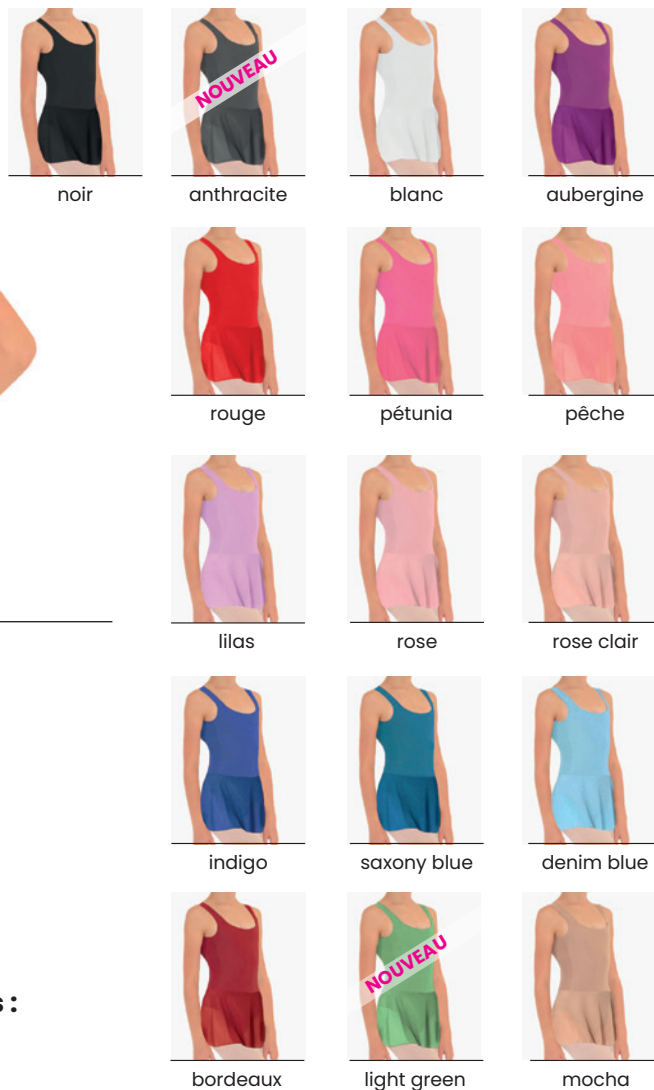 NOUVEAU
noir
anthracite
blanc
aubergine
rouge
pétunia
pêche
lilas
rose
rose clair
indigo
saxony blue
denim blue
NOUVEAU
s :
bordeaux
light green
mocha